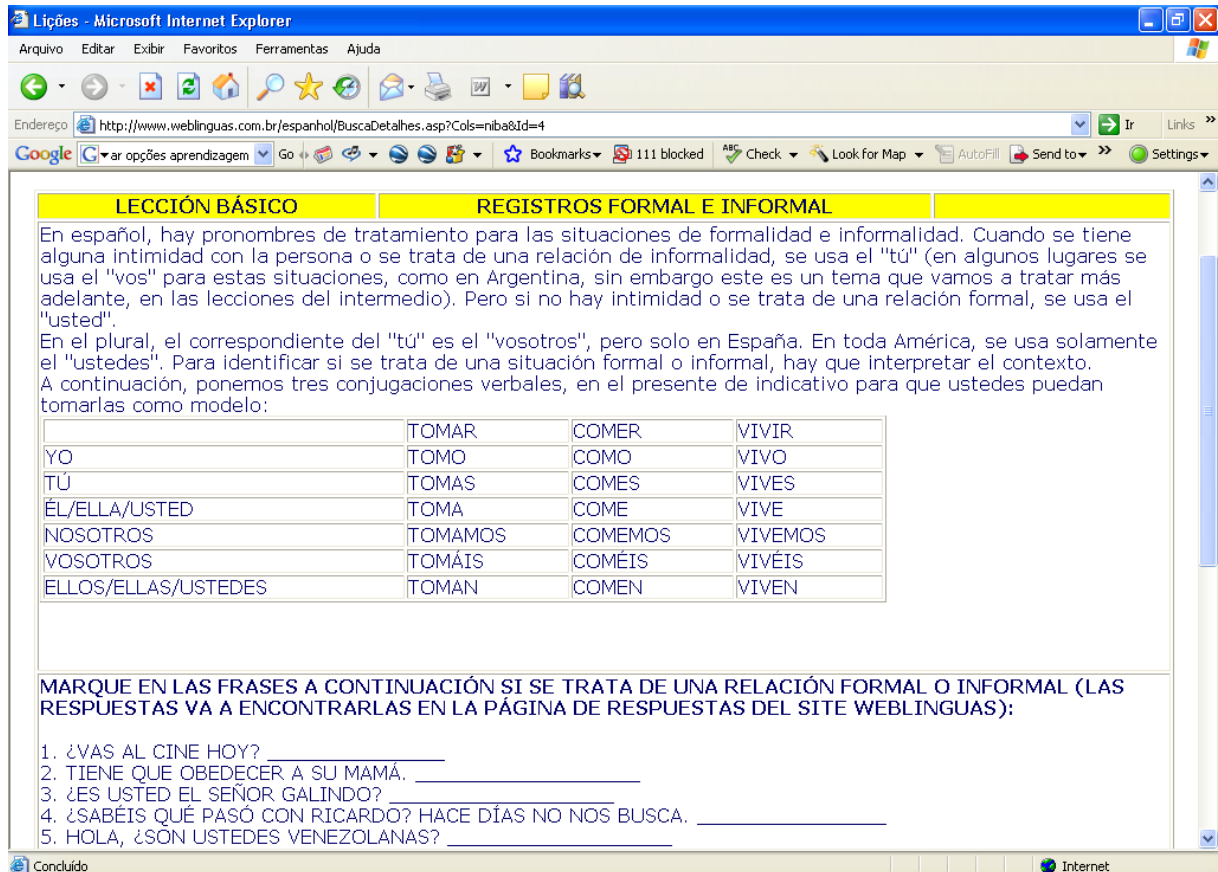 Lições - Microsoft Internet Explorer
Arquivo Editar Exibir Favoritos Ferramentas Ajuda
Endereço http://www.weblinguas.com.br/espanhol/BuscaDetalhes.asp?Cols=niba&Id=4 Ir Links »
Google G ar opções aprendizagem Go Bookmarks 111 blocked ABC Check Look for Map AutoFill Send to » Settings
LECCIÓN BÁSICO REGISTROS FORMAL E INFORMAL
En español, hay pronombres de tratamiento para las situaciones de formalidad e informalidad. Cuando se tiene
alguna intimidad con la persona o se trata de una relación de informalidad, se usa el "tú" (en algunos lugares se
usa el "vos" para estas situaciones, como en Argentina, sin embargo este es un tema que vamos a tratar más
adelante, en las lecciones del intermedio). Pero si no hay intimidad o se trata de una relación formal, se usa el
"usted".
En el plural, el correspondiente del "tú" es el "vosotros", pero solo en España. En toda América, se usa solamente
el "ustedes". Para identificar si se trata de una situación formal o informal, hay que interpretar el contexto.
A continuación, ponemos tres conjugaciones verbales, en el presente de indicativo para que ustedes puedan
tomarlas como modelo:
TOMAR COMER VIVIR
YO TOMO COMO VIVO
TÚ TOMAS COMES VIVES
ÉL/ELLA/USTED TOMA COME VIVE
NOSOTROS TOMAMOS COMEMOS VIVEMOS
VOSOTROS TOMÁIS COMÉIS VIVÉIS
ELLOS/ELLAS/USTEDES TOMAN COMEN VIVEN
MARQUE EN LAS FRASES A CONTINUACIÓN SI SE TRATA DE UNA RELACIÓN FORMAL O INFORMAL (LAS
RESPUESTAS VA A ENCONTRARLAS EN LA PÁGINA DE RESPUESTAS DEL SITE WEBLINGUAS):
1. ¿VAS AL CINE HOY? ________________
2. TIENE QUE OBEDECER A SU MAMÁ. ____________________
3. ¿ES USTED EL SEÑOR GALINDO? ____________________
4. ¿SABÉIS QUÉ PASÓ CON RICARDO? HACE DÍAS NO NOS BUSCA. _________________
5. HOLA, ¿SON USTEDES VENEZOLANAS? ____________________
Concluído Internet